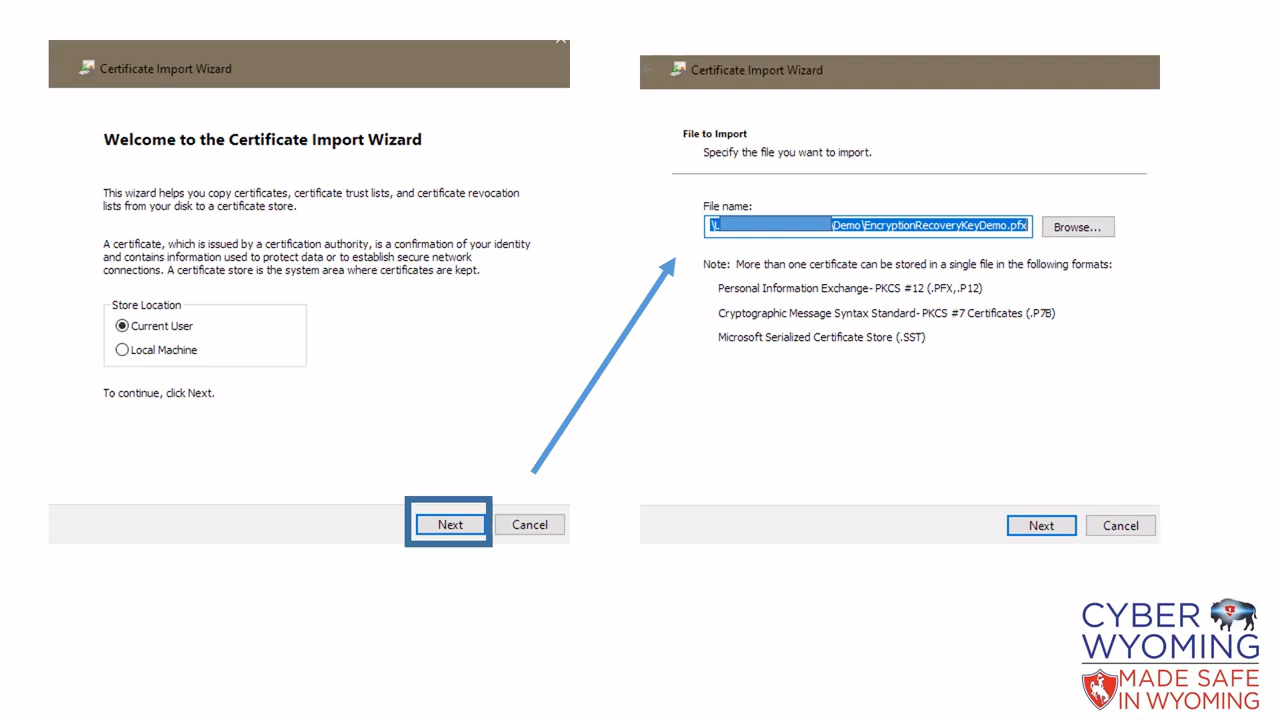 Certificate Import Wizard
Welcome to the Certificate Import Wizard
This wizard helps you copy certificates, certificate trust lists, and certificate revocation
lists from your disk to a certificate store.
A certificate, which is issued by a certification authority, is a confirmation of your identity
and contains information used to protect data or to establish secure network
connections. A certificate store is the system area where certificates are kept.
Store Location
Current User
Local Machine
To continue, click Next.
Next
Cancel
Certificate Import Wizard
File to Import
Specify the file you want to import.
File name:
\Demo\EncryptionRecoveryKeyDemo.pfx
Browse...
Note: More than one certificate can be stored in a single file in the following formats:
Personal Information Exchange- PKCS #12 (.PFX,.P12)
Cryptographic Message Syntax Standard- PKCS #7 Certificates (.P7B)
Microsoft Serialized Certificate Store (.SST)
Next
Cancel
CYBER
WYOMING
MADE SAFE
IN WYOMING